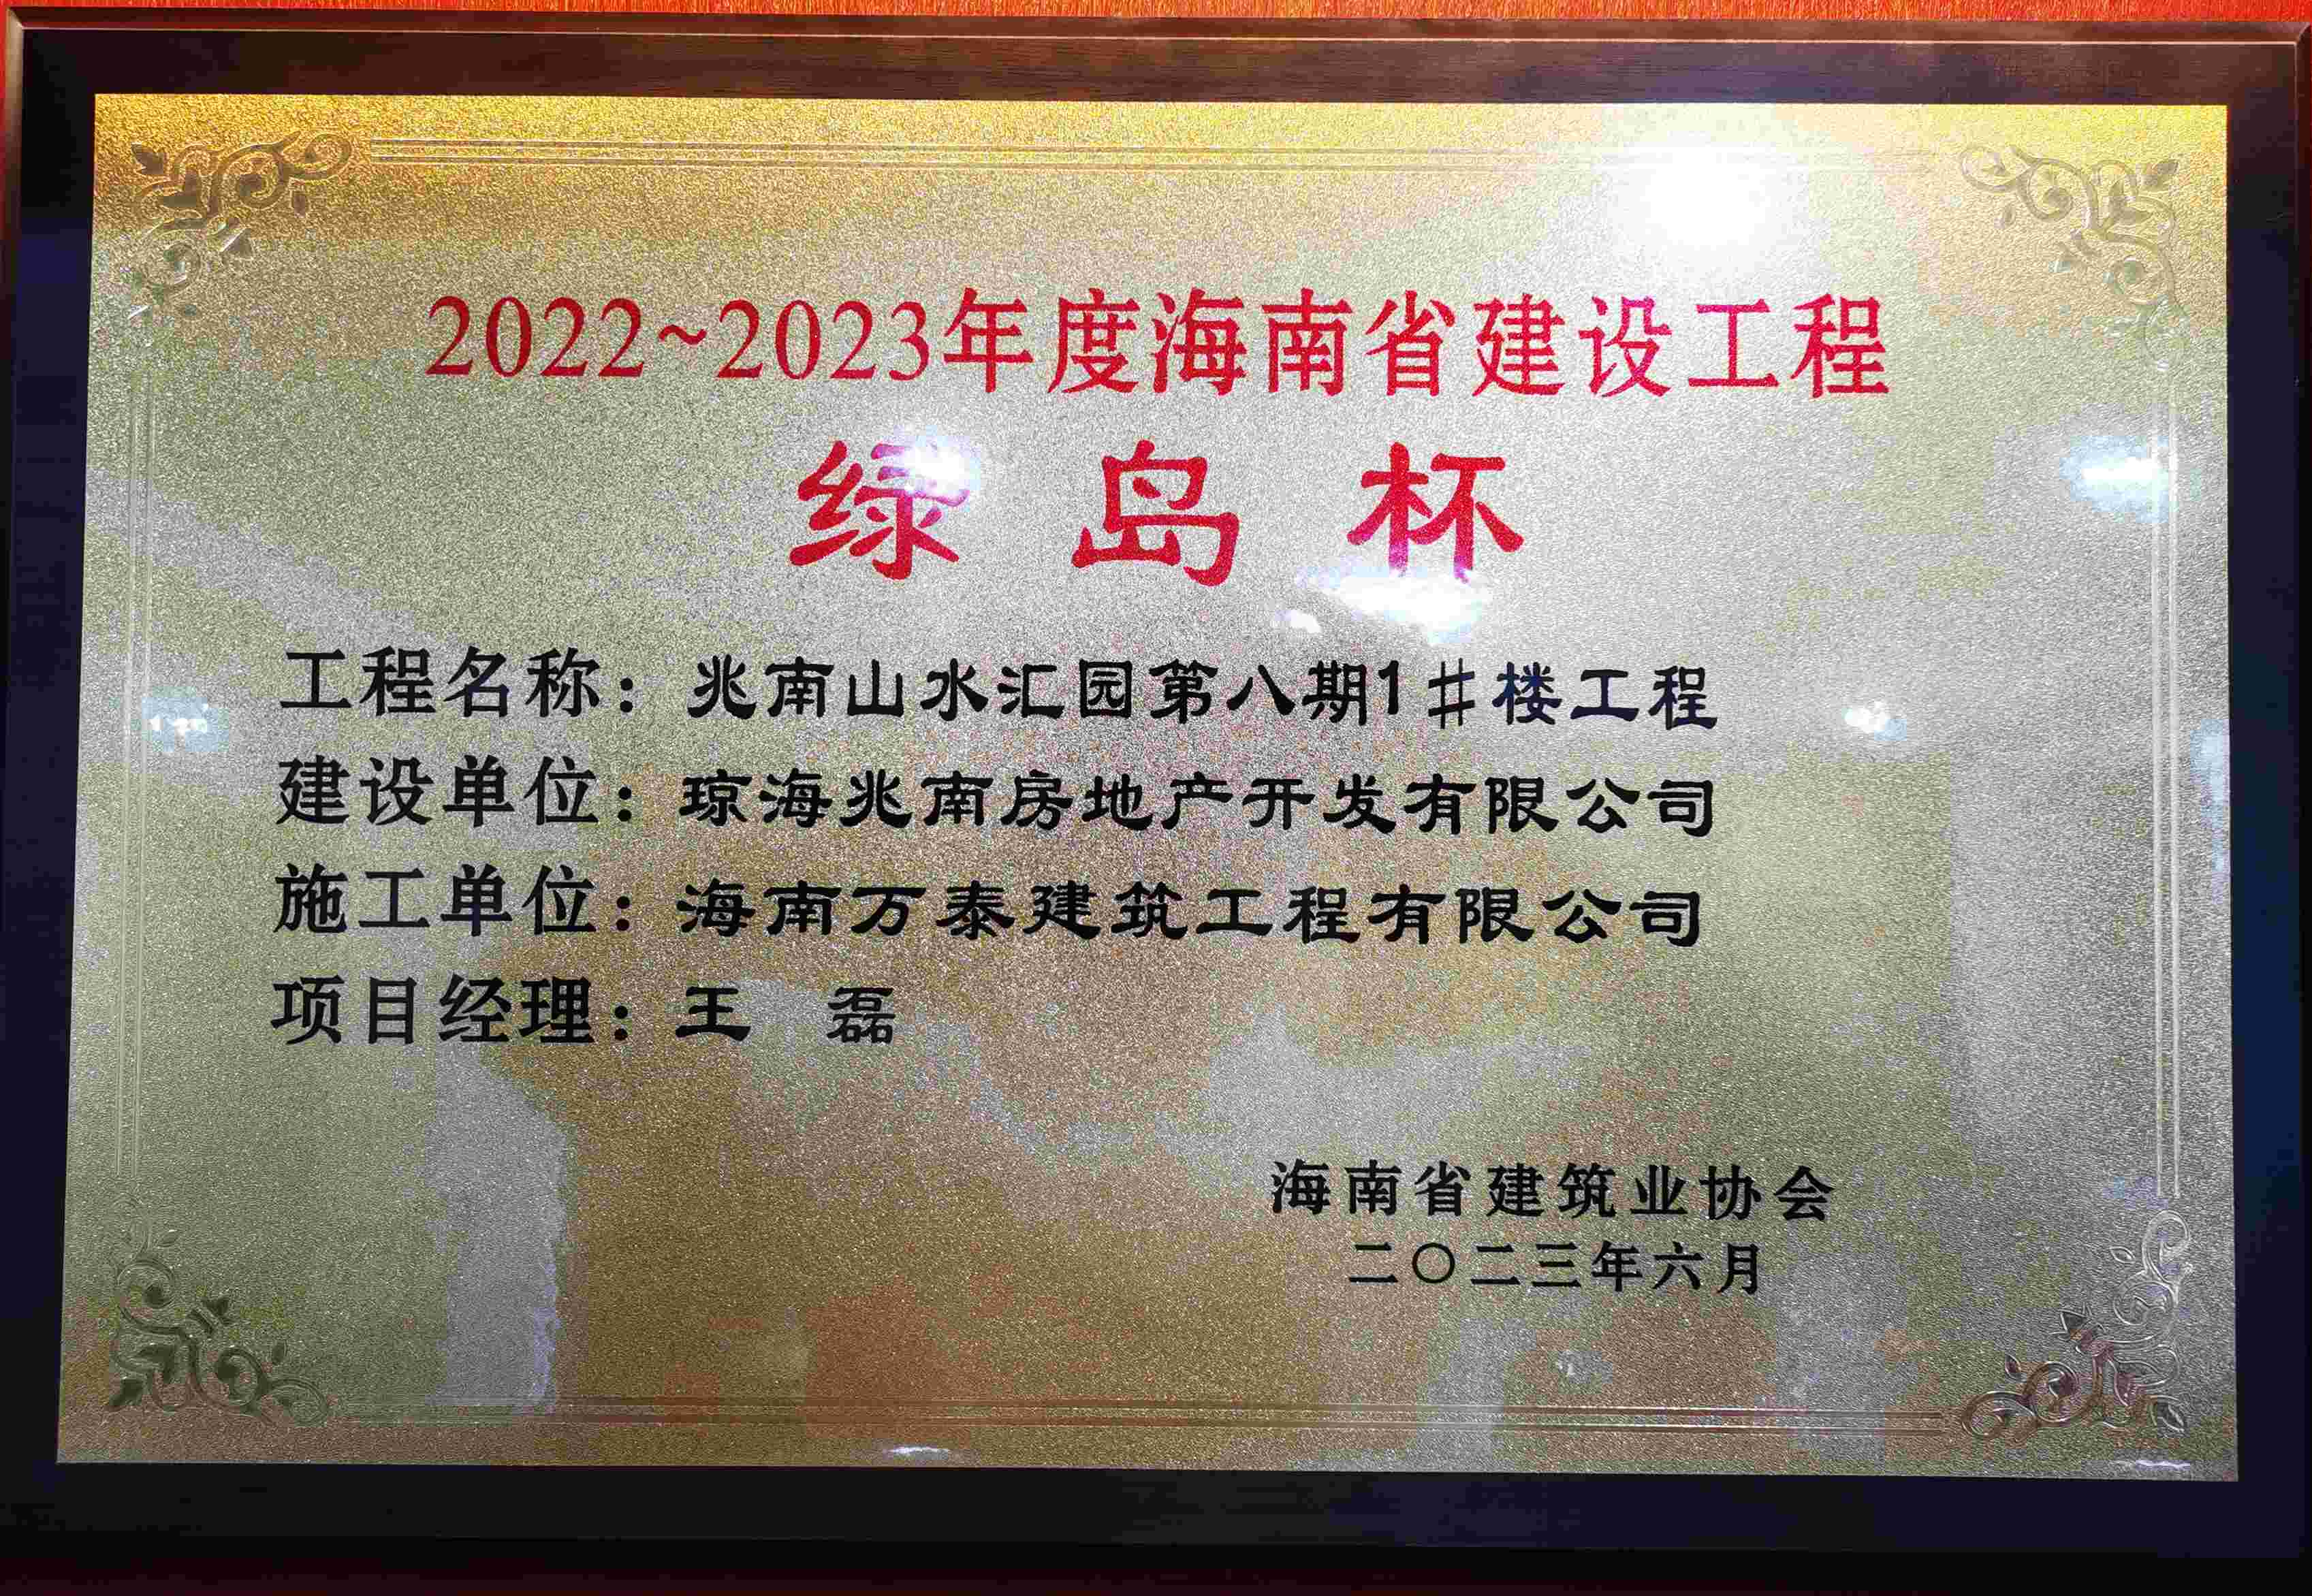 2022~2023年度海南省建设工程
绿岛杯
工程名称：兆南山水汇园第八期1#楼工程
建设单位：琼海兆南房地产开发有限公司
施工单位：海南万泰建筑工程有限公司
项目经理：王 磊
海南省建筑业协会
二〇二三年六月